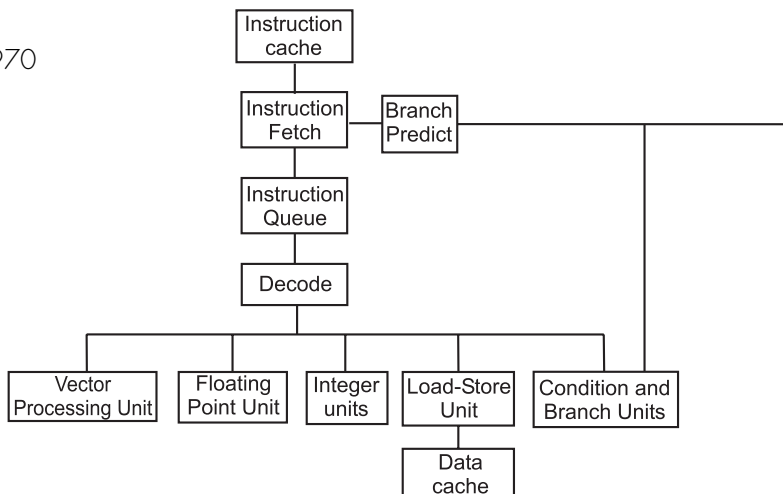 970
Instruction
cache
Instruction
Fetch
Branch
Predict
Instruction
Queue
Decode
Vector
Processing Unit
Floating
Point Unit
Integer
units
Load-Store
Unit
Condition and
Branch Units
Data
cache